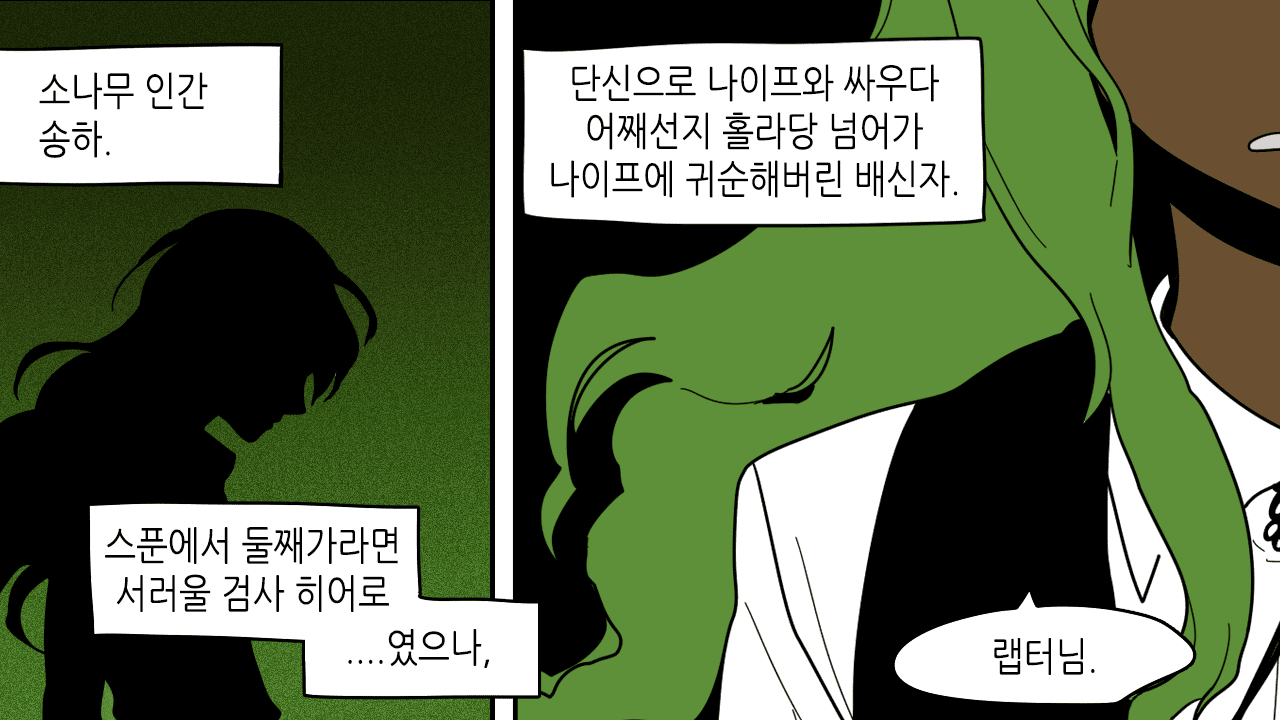 소나무 인간
송하.
스푼에서 둘째가라면
서러울 검사 히어로
....였으나,
단신으로 나이프와 싸우다
어째선지 홀라당 넘어가
나이프에 귀순해버린 배신자.
랩터님.